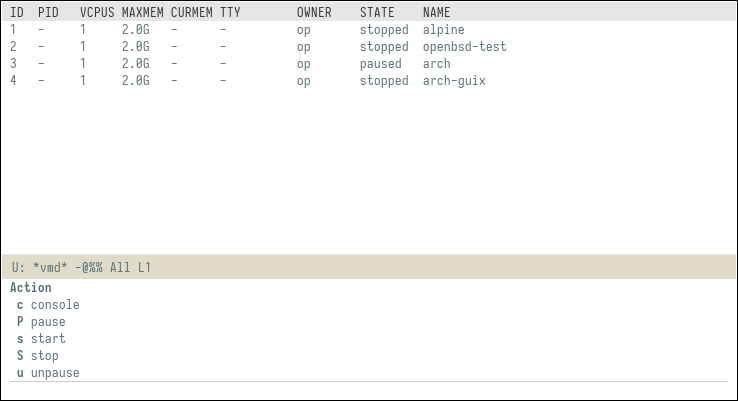 ID  PID   VCPUS MAXMEM CURMEM TTY        OWNER    STATE    NAME
1   -     1     2.0G   -      -          op       stopped  alpine
2   -     1     2.0G   -      -          op       stopped  openbsd-test
3   -     1     2.0G   -      -          op       paused   arch
4   -     1     2.0G   -      -          op       stopped  arch-guix
U: *vmd* -@%% All L1
Action
c console
P pause
s start
S stop
u unpause